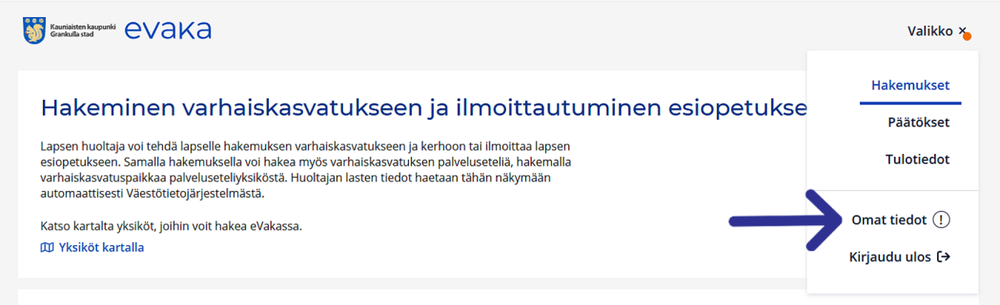 Kauniaisten kaupunki
Grankulla stad
evaka
Valikko
Hakemukset
Päätökset
Tulotiedot
Omat tiedot
Kirjaudu ulos
Hakeminen varhaiskasvatukseen ja ilmoittautuminen esiopetukse
Lapsen huoltaja voi tehdä lapselle hakemuksen varhaiskasvatukseen ja kerhoon tai ilmoittaa lapsen
esiopetukseen. Samalla hakemuksella voi hakea myös varhaiskasvatuksen palveluseteliä, hakemalla
varhaiskasvatuspaikkaa palveluseteliyksiköstä. Huoltajan lasten tiedot haetaan tähän näkymään
automaattisesti Väestötietojärjestelmästä.
Katso kartalta yksiköt, joihin voit hakea eVakassa.
Yksiköt kartalla